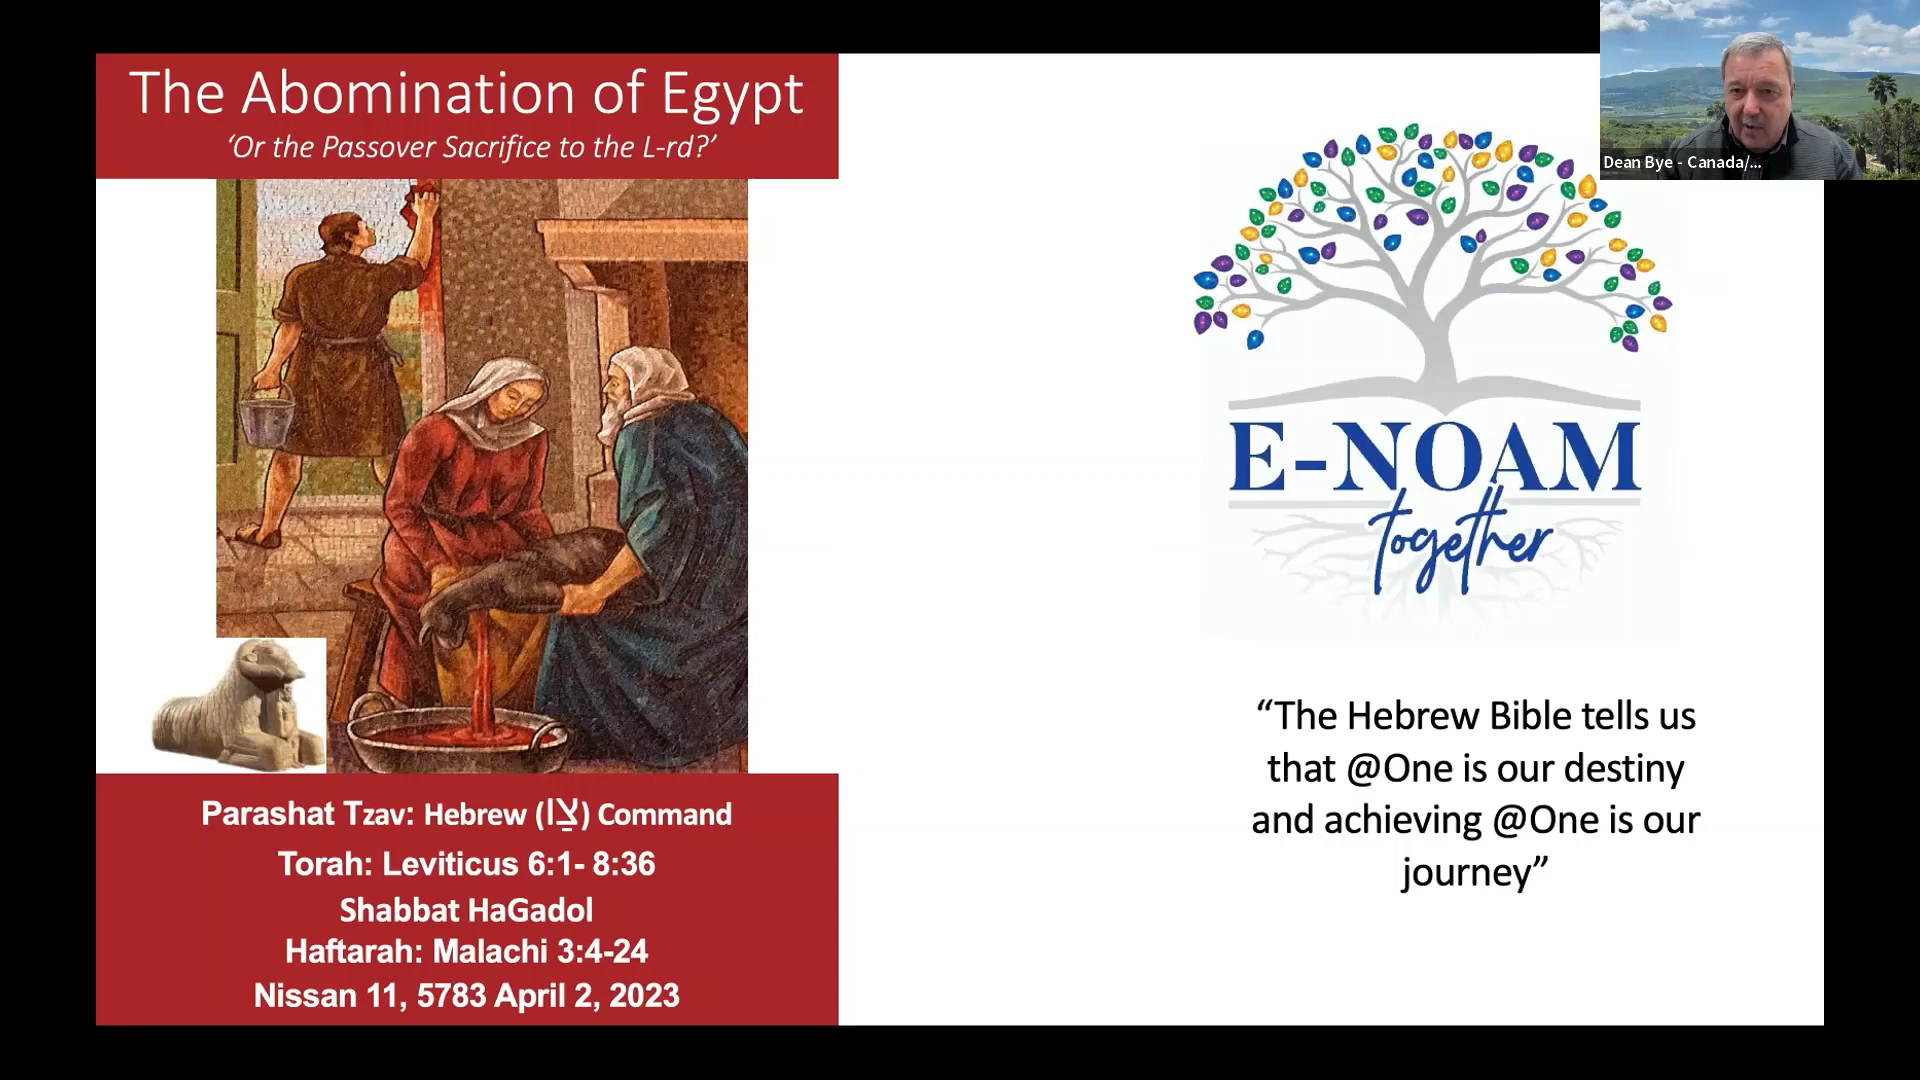 The Abomination of Egypt
‘Or the Passover Sacrifice to the L-rd?’
Dean Bye - Canada/...
E-NOAM
together
“The Hebrew Bible tells us
that @One is our destiny
and achieving @One is our
journey”
Parashat Tzav: Hebrew (צַו) Command
Torah: Leviticus 6:1- 8:36
Shabbat HaGadol
Haftarah: Malachi 3:4-24
Nissan 11, 5783 April 2, 2023